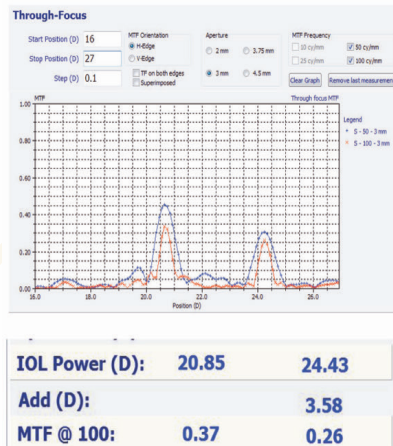 Through-Focus
Start Position (D) 16
Stop Position (D) 27
Step (D) 0.1
MTF Orientation
H-Edge
V-Edge
TF on both edges
Superimposed
Aperture
2 mm 3.75 mm
3 mm 4.5 mm
MTF Frequency
10 cy/mm 50 cy/mm
25 cy/mm 100 cy/mm
Clear Graph Remove last measurement
MTF Through focus MTF
1.00
0.80
0.60
0.40
0.20
0.00
16.0 18.0 20.0 22.0 24.0 26.0
Position (D)
Legend
S - 50 - 3 mm
S - 100 - 3 mm
IOL Power (D): 20.85 24.43
Add (D): 3.58
MTF @ 100: 0.37 0.26